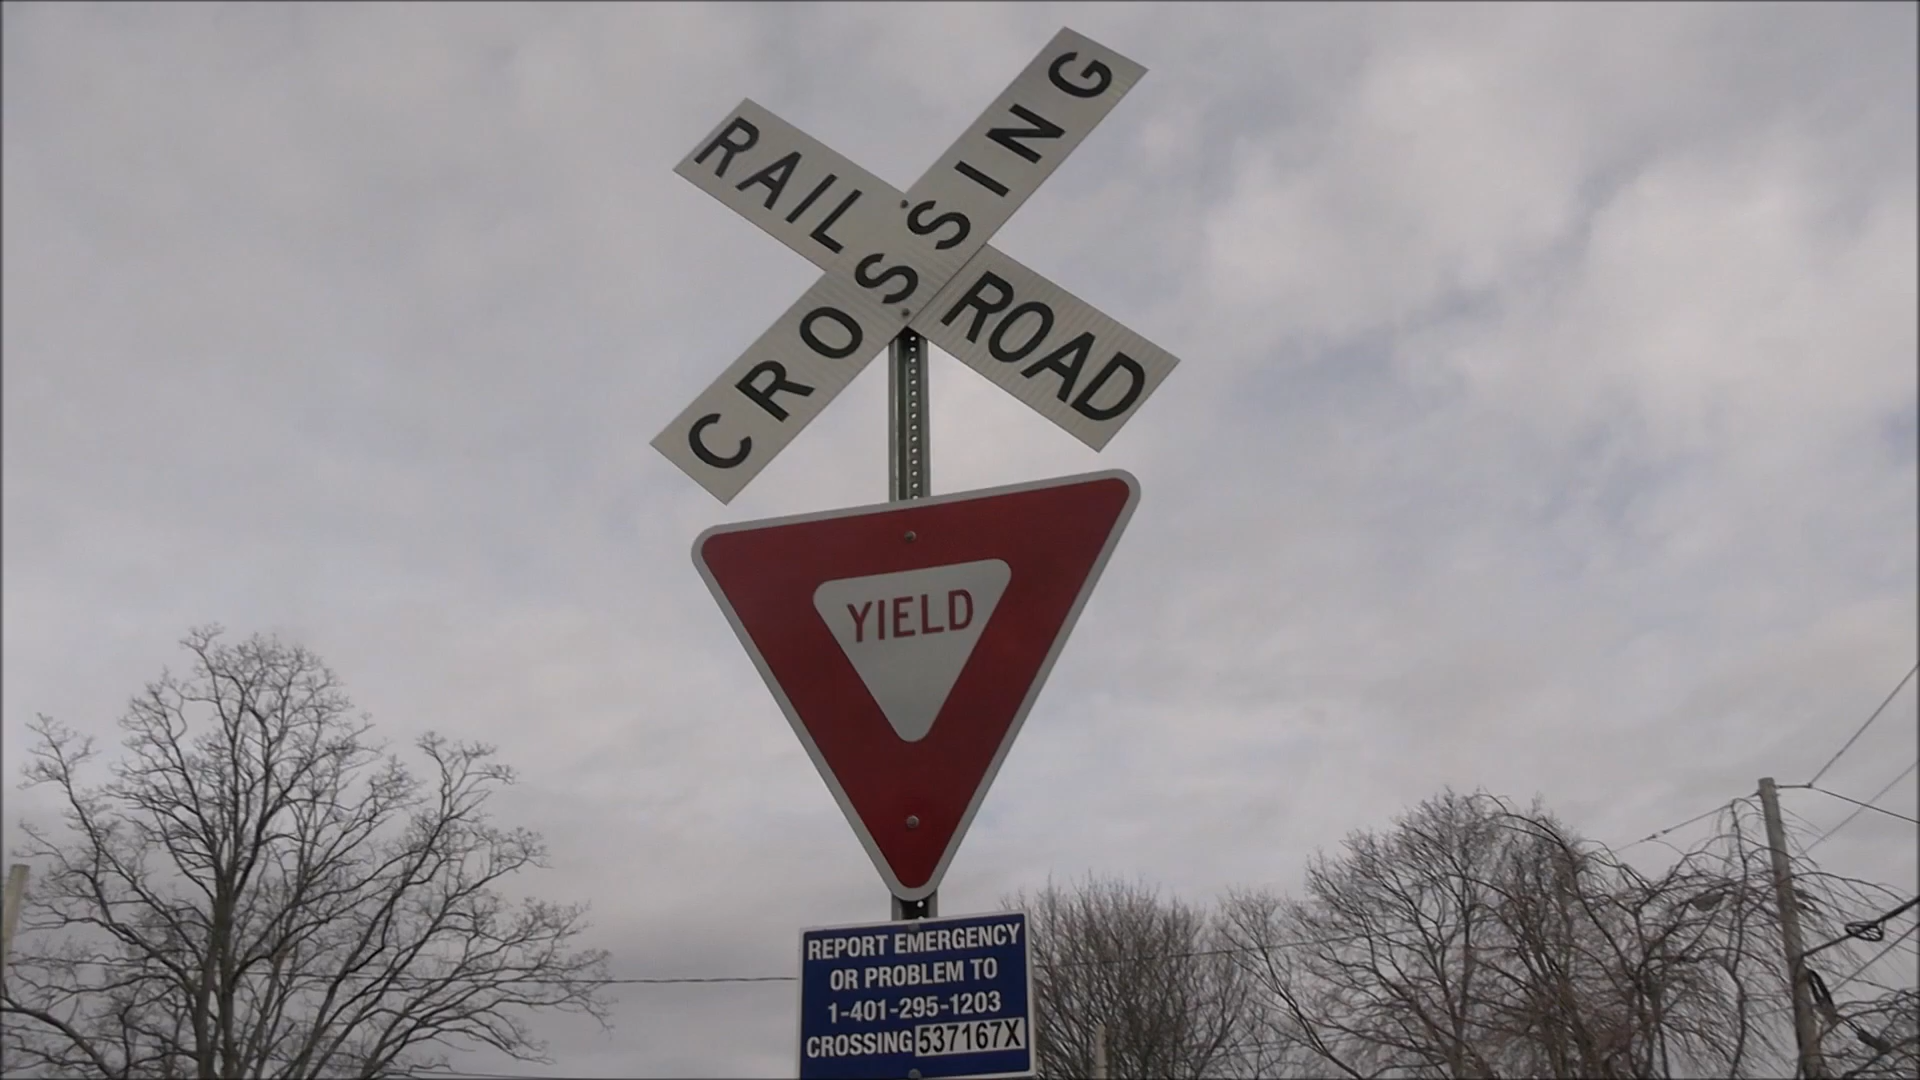 RAILROAD
CROSSING
YIELD
REPORT EMERGENCY
OR PROBLEM TO
1-401-295-1203
CROSSING 537167X